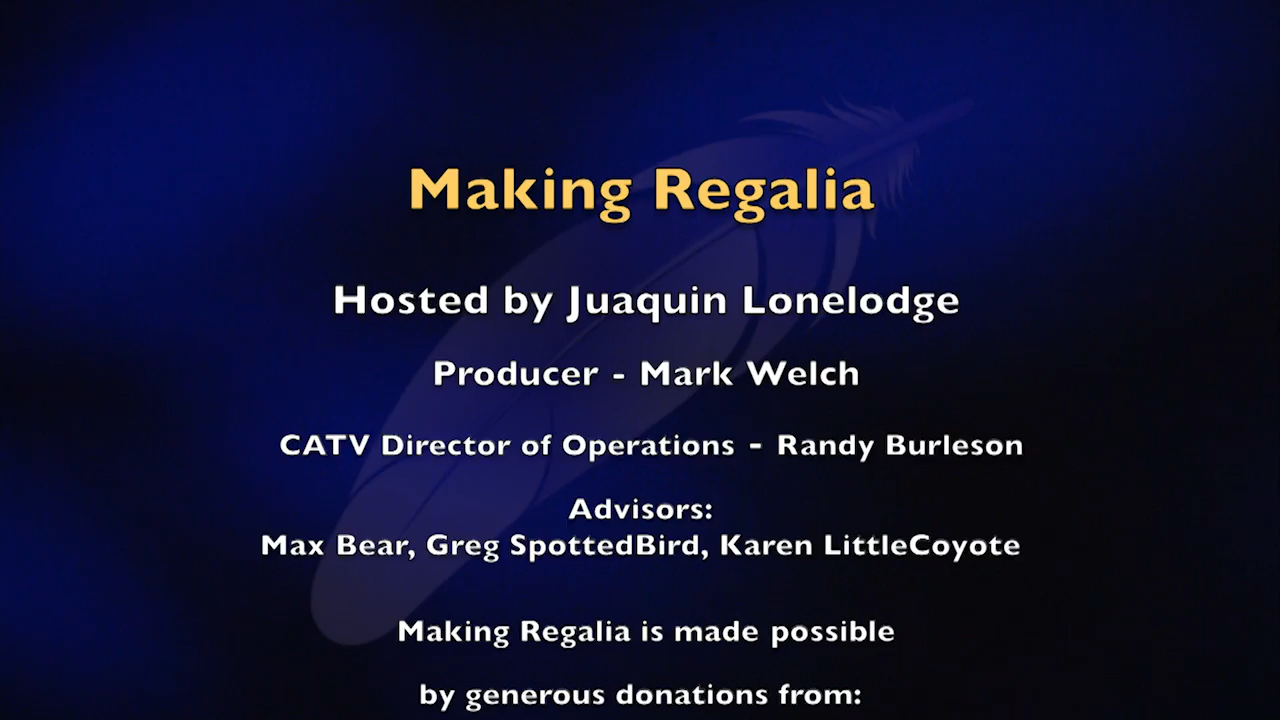 Making Regalia
Hosted by Juaquin Lonelodge
Producer - Mark Welch
CATV Director of Operations - Randy Burleson
Advisors:
Max Bear, Greg SpottedBird, Karen LittleCoyote
Making Regalia is made possible
by generous donations from: